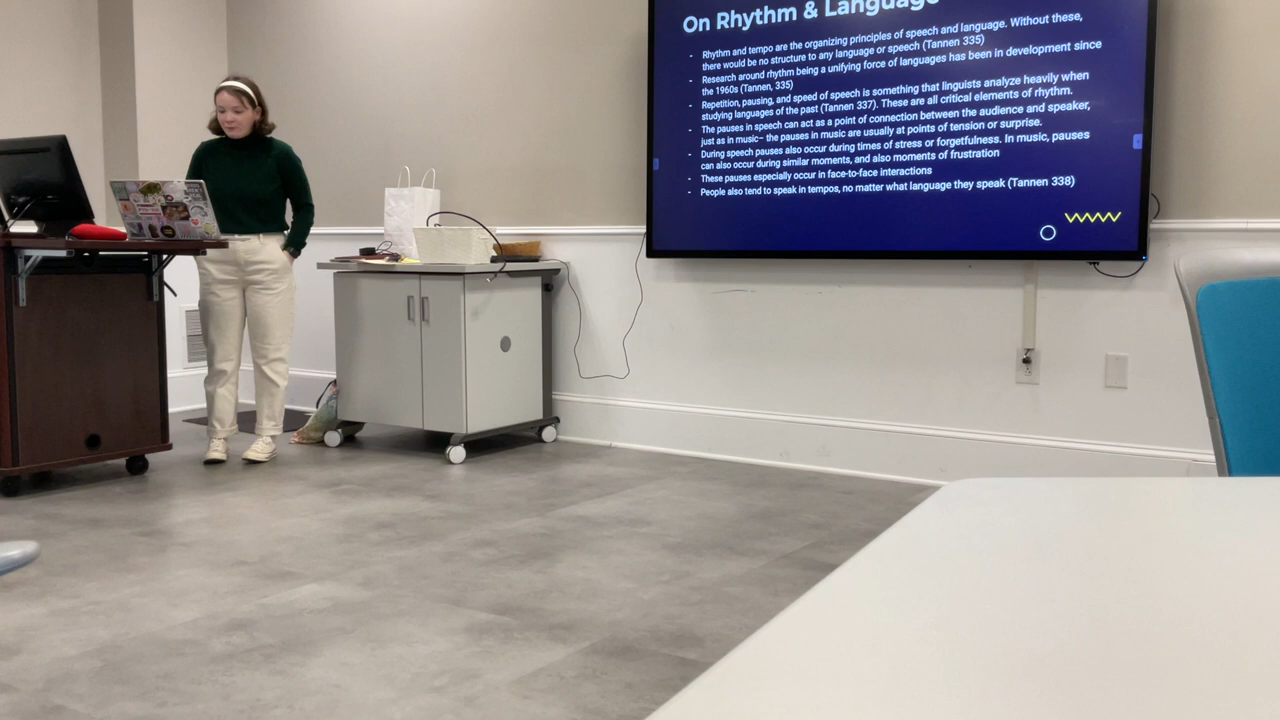 On Rhythm & Language
- Rhythm and tempo are the organizing principles of speech and language. Without these,
there would be no structure to any language or speech (Tannen 335)
- Research around rhythm being a unifying force of languages has been in development since
the 1960s (Tannen, 335)
- Repetition, pausing, and speed of speech is something that linguists analyze heavily when
studying languages of the past (Tannen 337). These are all critical elements of rhythm.
- The pauses in speech can act as a point of connection between the audience and speaker,
just as in music– the pauses in music are usually at points of tension or surprise.
- During speech pauses also occur during times of stress or forgetfulness. In music, pauses
can also occur during similar moments, and also moments of frustration
- These pauses especially occur in face-to-face interactions
- People also tend to speak in tempos, no matter what language they speak (Tannen 338)